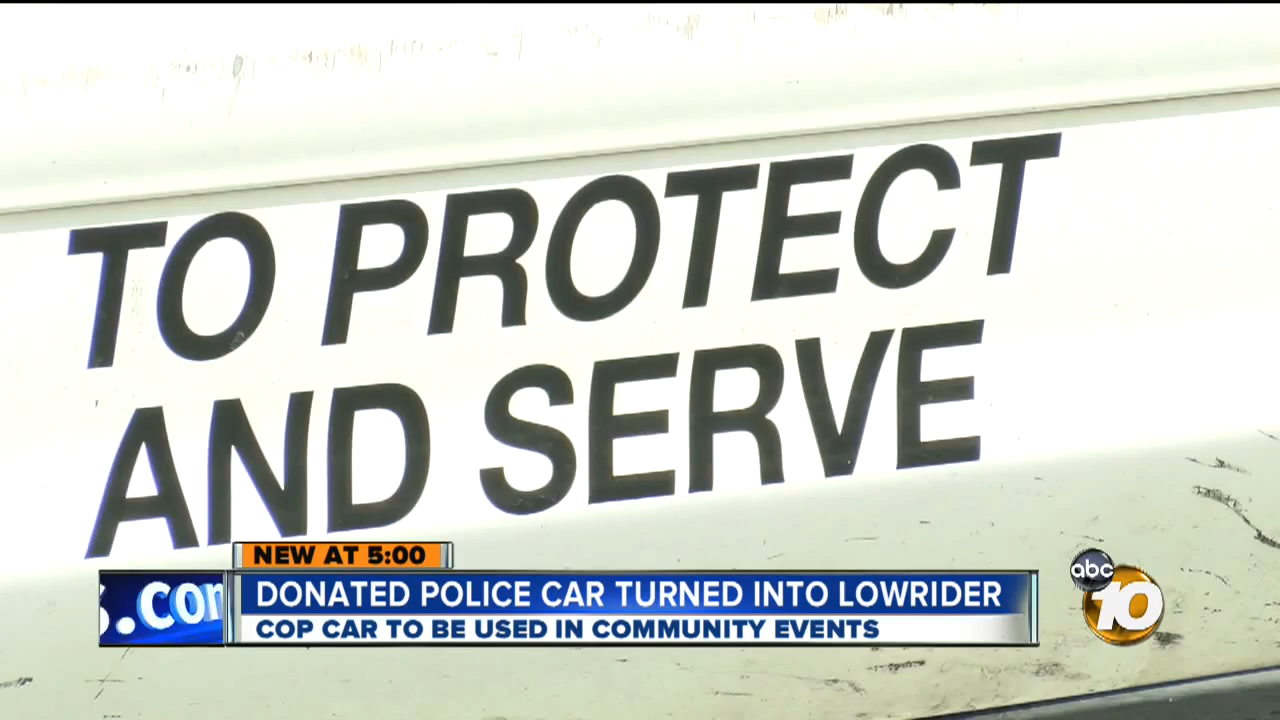 TO PROTECT
AND SERVE
NEW AT 5:00
s.com
DONATED POLICE CAR TURNED INTO LOWRIDER
COP CAR TO BE USED IN COMMUNITY EVENTS
abc
10